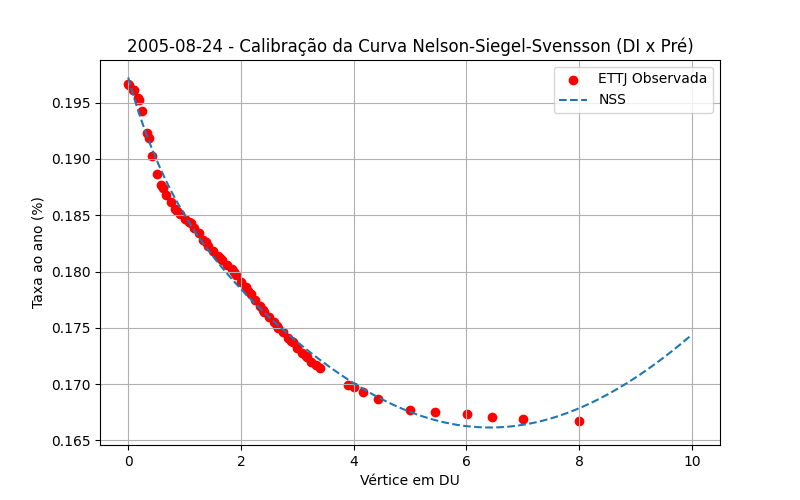 2005-08-24 - Calibração da Curva Nelson-Siegel-Svensson (DI x Pré)
ETTJ Observada
NSS
Taxa ao ano (%)
0.195
0.190
0.185
0.180
0.175
0.170
0.165
0 2 4 6 8 10
Vértice em DU